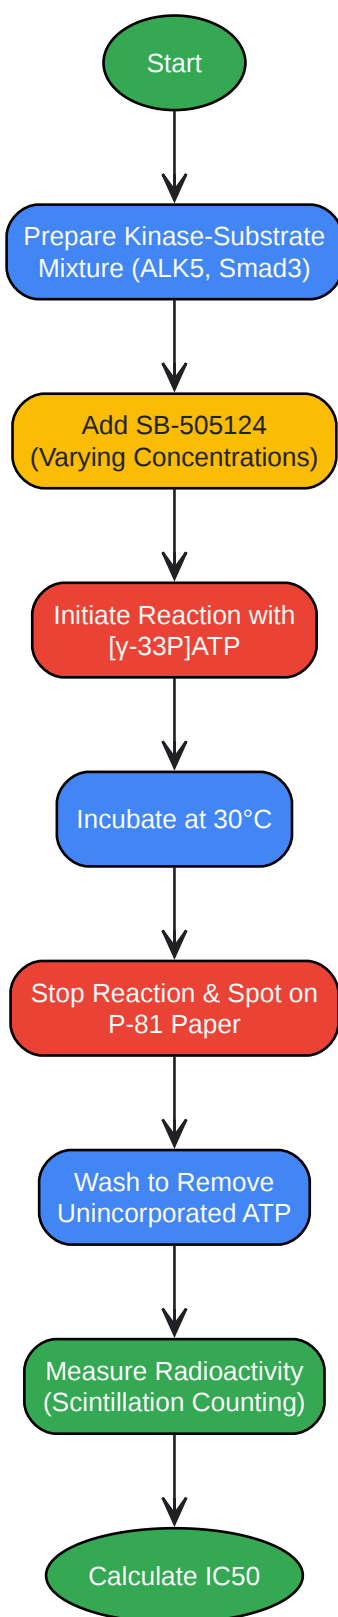 Start
Prepare Kinase-Substrate
Mixture (ALK5, Smad3)
Add SB-505124
(Varying Concentrations)
Initiate Reaction with
[γ-33P]ATP
Incubate at 30°C
Stop Reaction & Spot on
P-81 Paper
Wash to Remove
Unincorporated ATP
Measure Radioactivity
(Scintillation Counting)
Calculate IC50